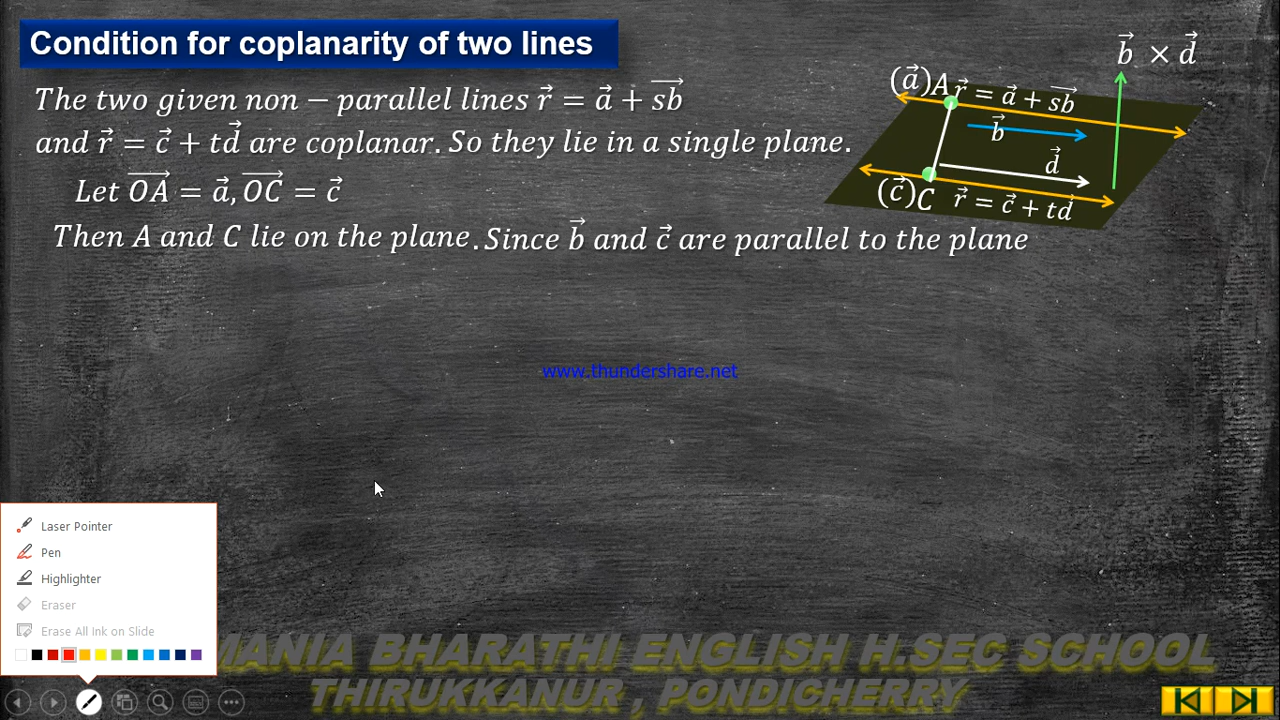 Condition for coplanarity of two lines
b⃗ × d⃗
The two given non − parallel lines r⃗ = a⃗ + sb⃗
and r⃗ = c⃗ + td⃗ are coplanar. So they lie in a single plane.
Let OA⃗ = a⃗, OC⃗ = c⃗
Then A and C lie on the plane. Since b⃗ and c⃗ are parallel to the plane
(a⃗)A r⃗ = a⃗ + sb⃗
b⃗
d⃗
(c⃗)C r⃗ = c⃗ + td⃗
www.thundershare.net
Laser Pointer
Pen
Highlighter
Eraser
Erase All Ink on Slide
MANIA BHARATHI ENGLISH H SEC SCHOOL
THIRUKKANUR , PONDICHERRY